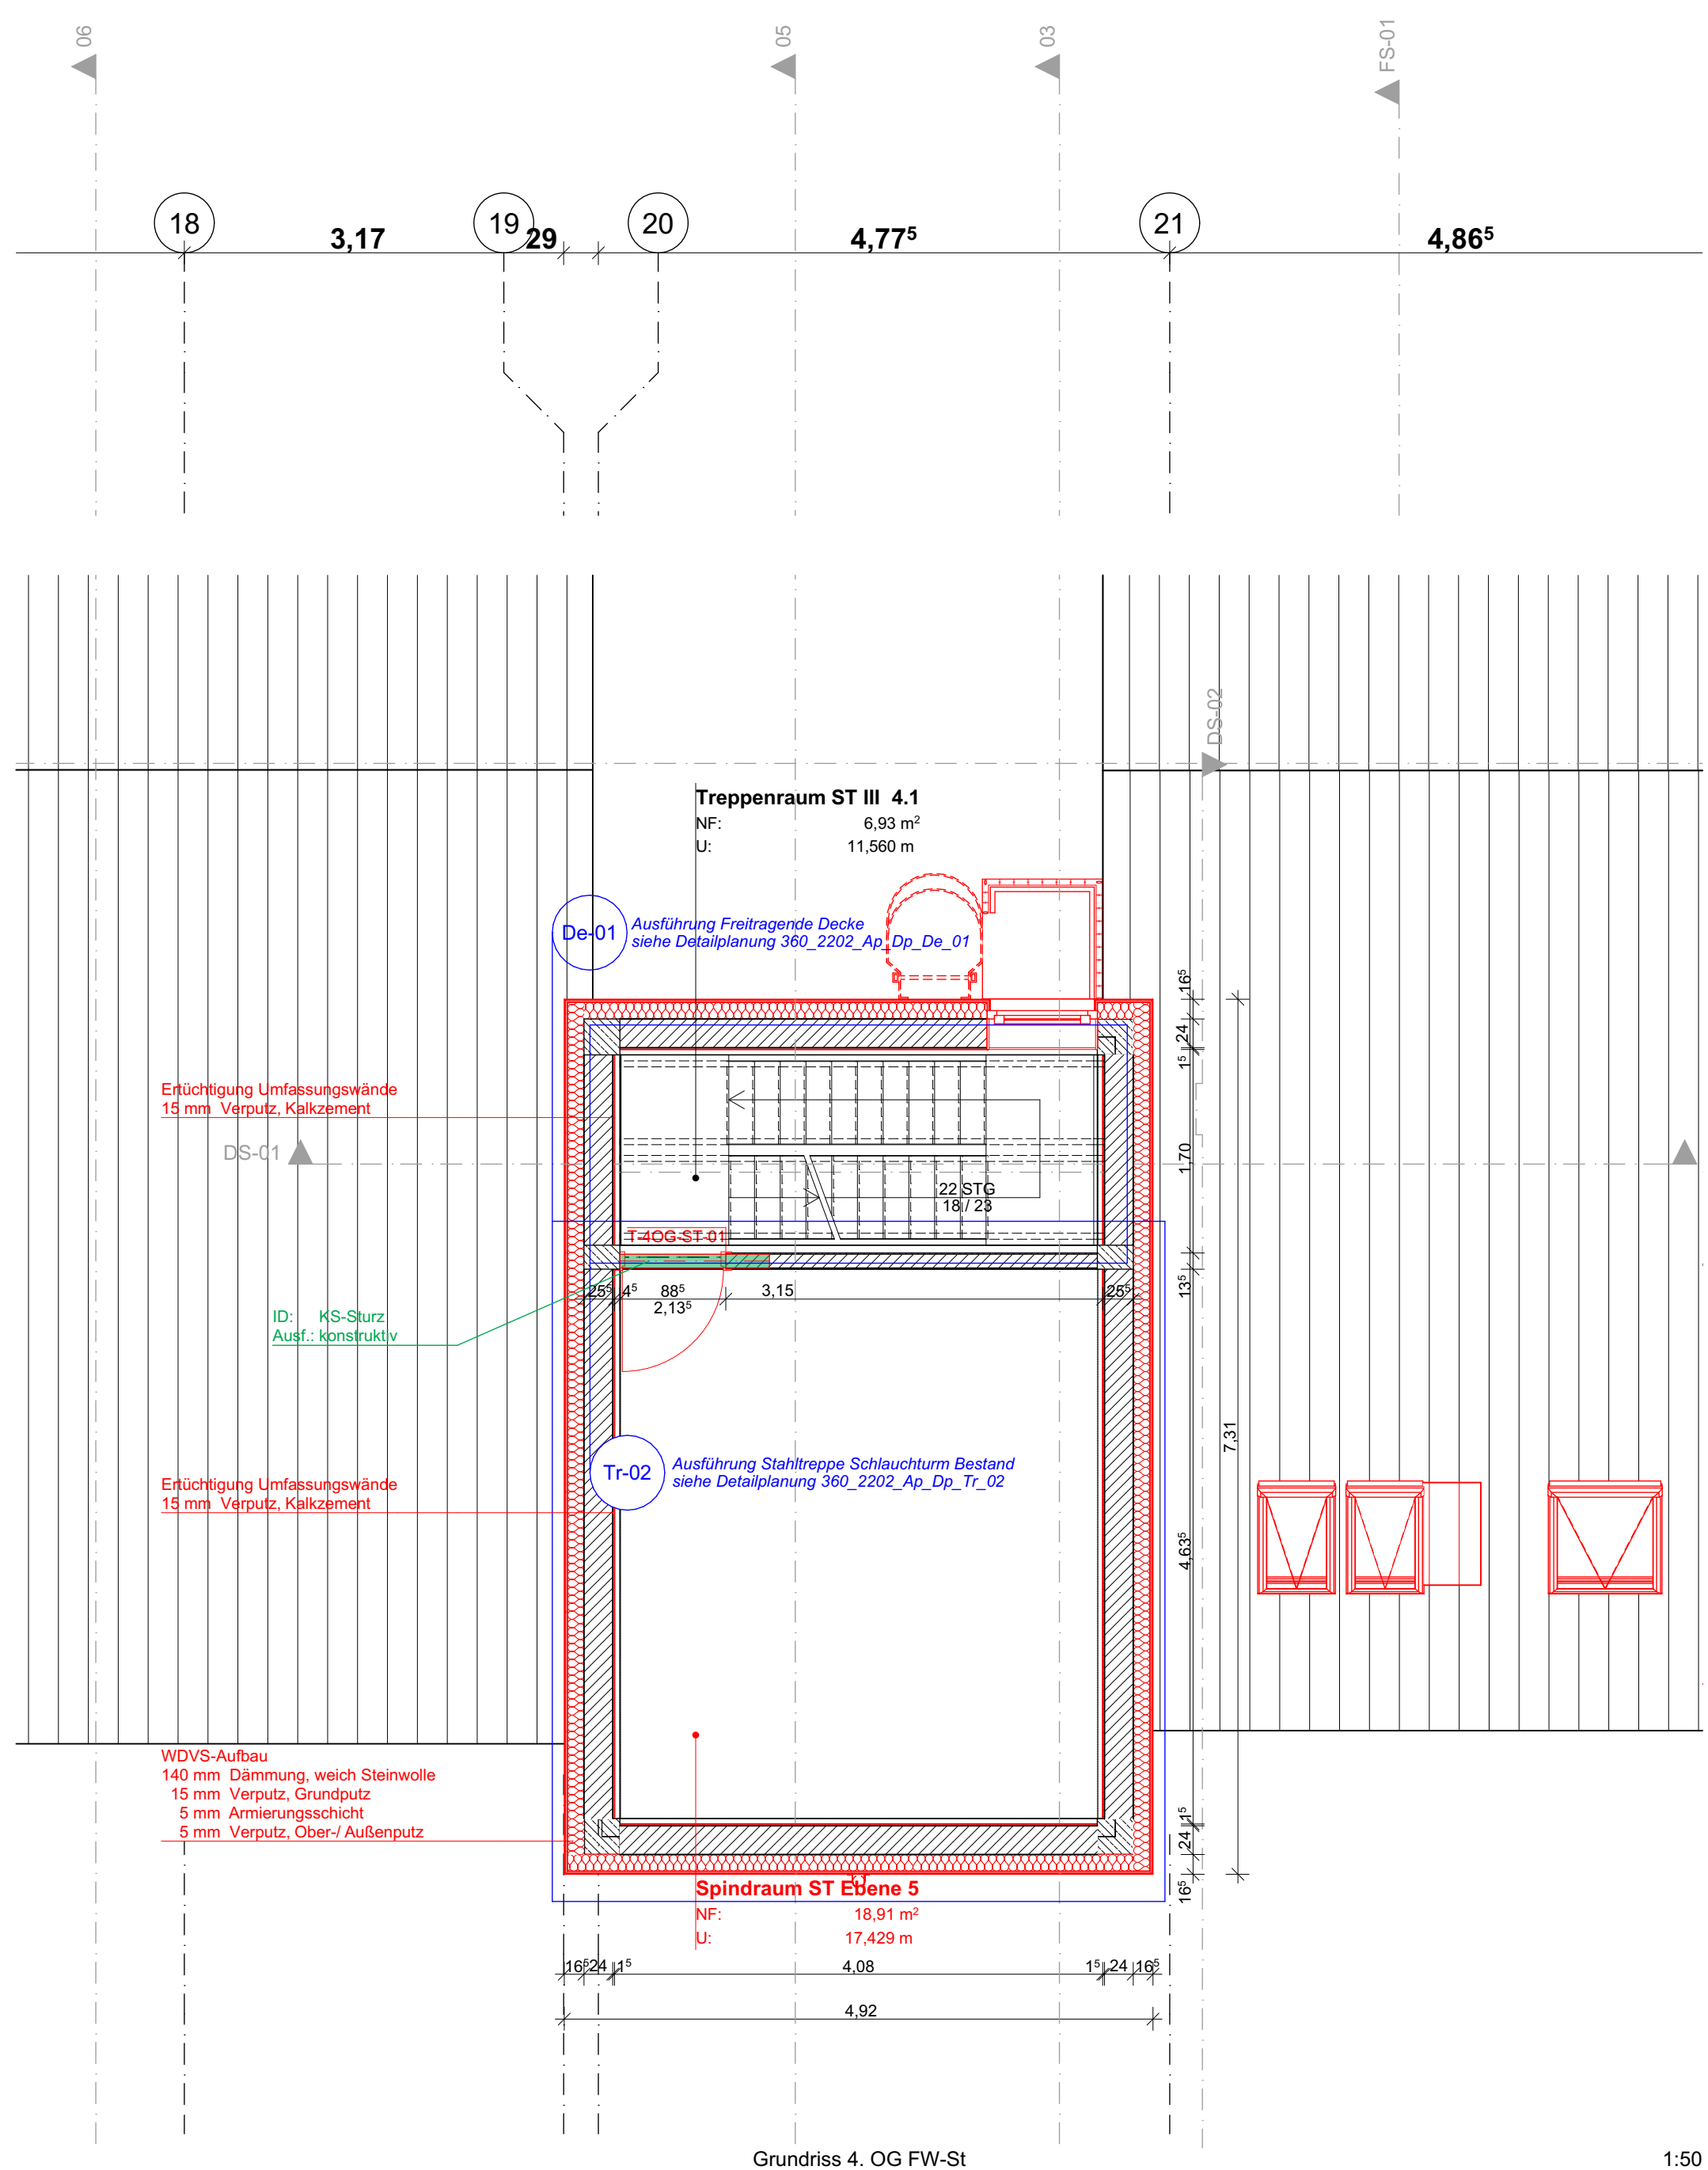 06
05
03
FS-01
18
19
20
21
3,17
29
4,77⁵
4,86⁵
DS-02
Treppenraum ST III 4.1
NF: 6,93 m²
U: 11,560 m
De-01
Ausführung Freitragende Decke
siehe Detailplanung 360_2202_Ap_Dp_De_01
16⁵
24
1⁵
Ertüchtigung Umfassungswände
15 mm Verputz, Kalkzement
DS-01
1,70
22 STG
18 / 23
T-4OG-ST-01
25⁵
4⁵
88⁵
2,13⁵
3,15
25⁵
13⁵
ID: KS-Sturz
Ausf.: konstruktiv
7,31
Tr-02
Ausführung Stahltreppe Schlauchturm Bestand
siehe Detailplanung 360_2202_Ap_Dp_Tr_02
Ertüchtigung Umfassungswände
15 mm Verputz, Kalkzement
4,63⁵
WDVS-Aufbau
140 mm Dämmung, weich Steinwolle
15 mm Verputz, Grundputz
5 mm Armierungsschicht
5 mm Verputz, Ober-/ Außenputz
1⁵
24
16⁵
Spindraum ST Ebene 5
NF: 18,91 m²
U: 17,429 m
16⁵ 24 1⁵ 4,08 1⁵ 24 16⁵
4,92
Grundriss 4. OG FW-St
1:50